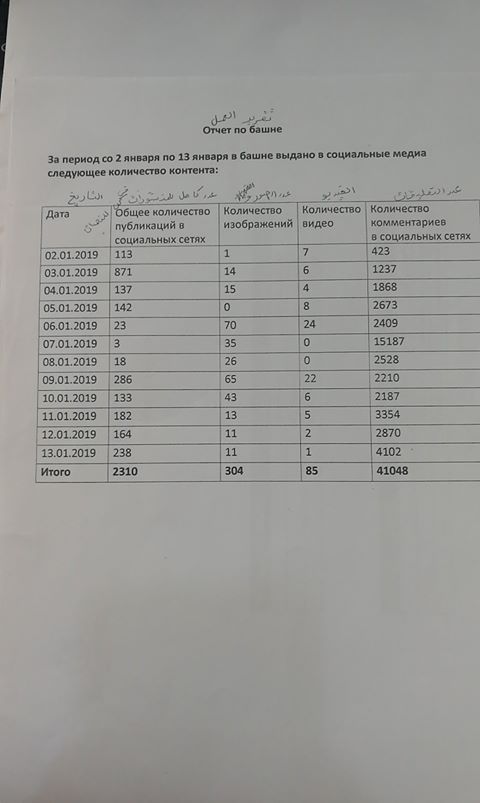 تقرير العمل
Отчет по башне
За период со 2 января по 13 января в башне выдано в социальные медиа
следующее количество контента:
التاريخ عدد كامل للمنشورات عدد الصور الفيديو عدد التعليقات
Дата Общее количество публикаций в социальных сетях Количество изображений Количество видео Количество комментариев в социальных сетях
02.01.2019 113 1 7 423
03.01.2019 871 14 6 1237
04.01.2019 137 15 4 1868
05.01.2019 142 0 8 2673
06.01.2019 23 70 24 2409
07.01.2019 3 35 0 15187
08.01.2019 18 26 0 2528
09.01.2019 286 65 22 2210
10.01.2019 133 43 6 2187
11.01.2019 182 13 5 3354
12.01.2019 164 11 2 2870
13.01.2019 238 11 1 4102
Итого 2310 304 85 41048